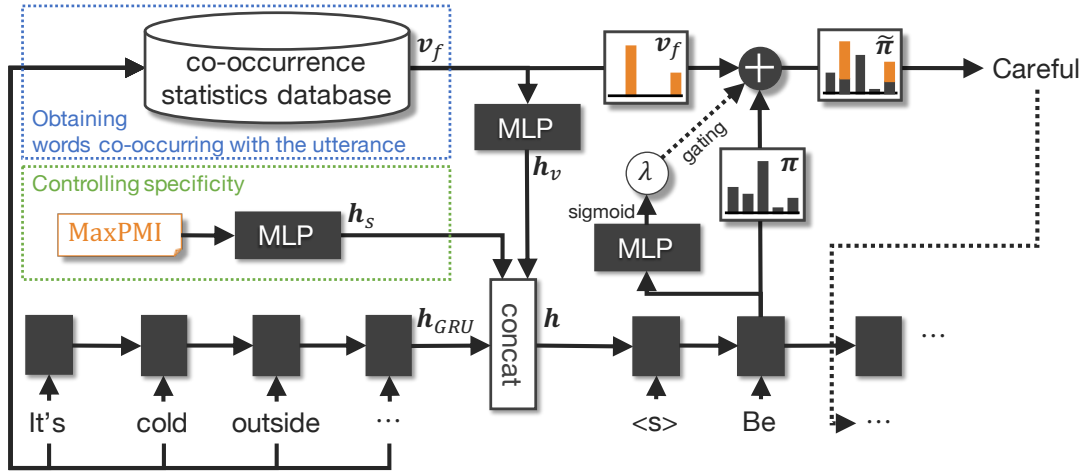 co-occurrence
statistics database
v_f
v_f
π̃
Careful
Obtaining
words co-occurring with the utterance
MLP
gating
h_v
λ
π
Controlling specificity
sigmoid
MaxPMI
MLP
h_s
MLP
concat
h_GRU
h
...
It's
cold
outside
...
<s>
Be
...